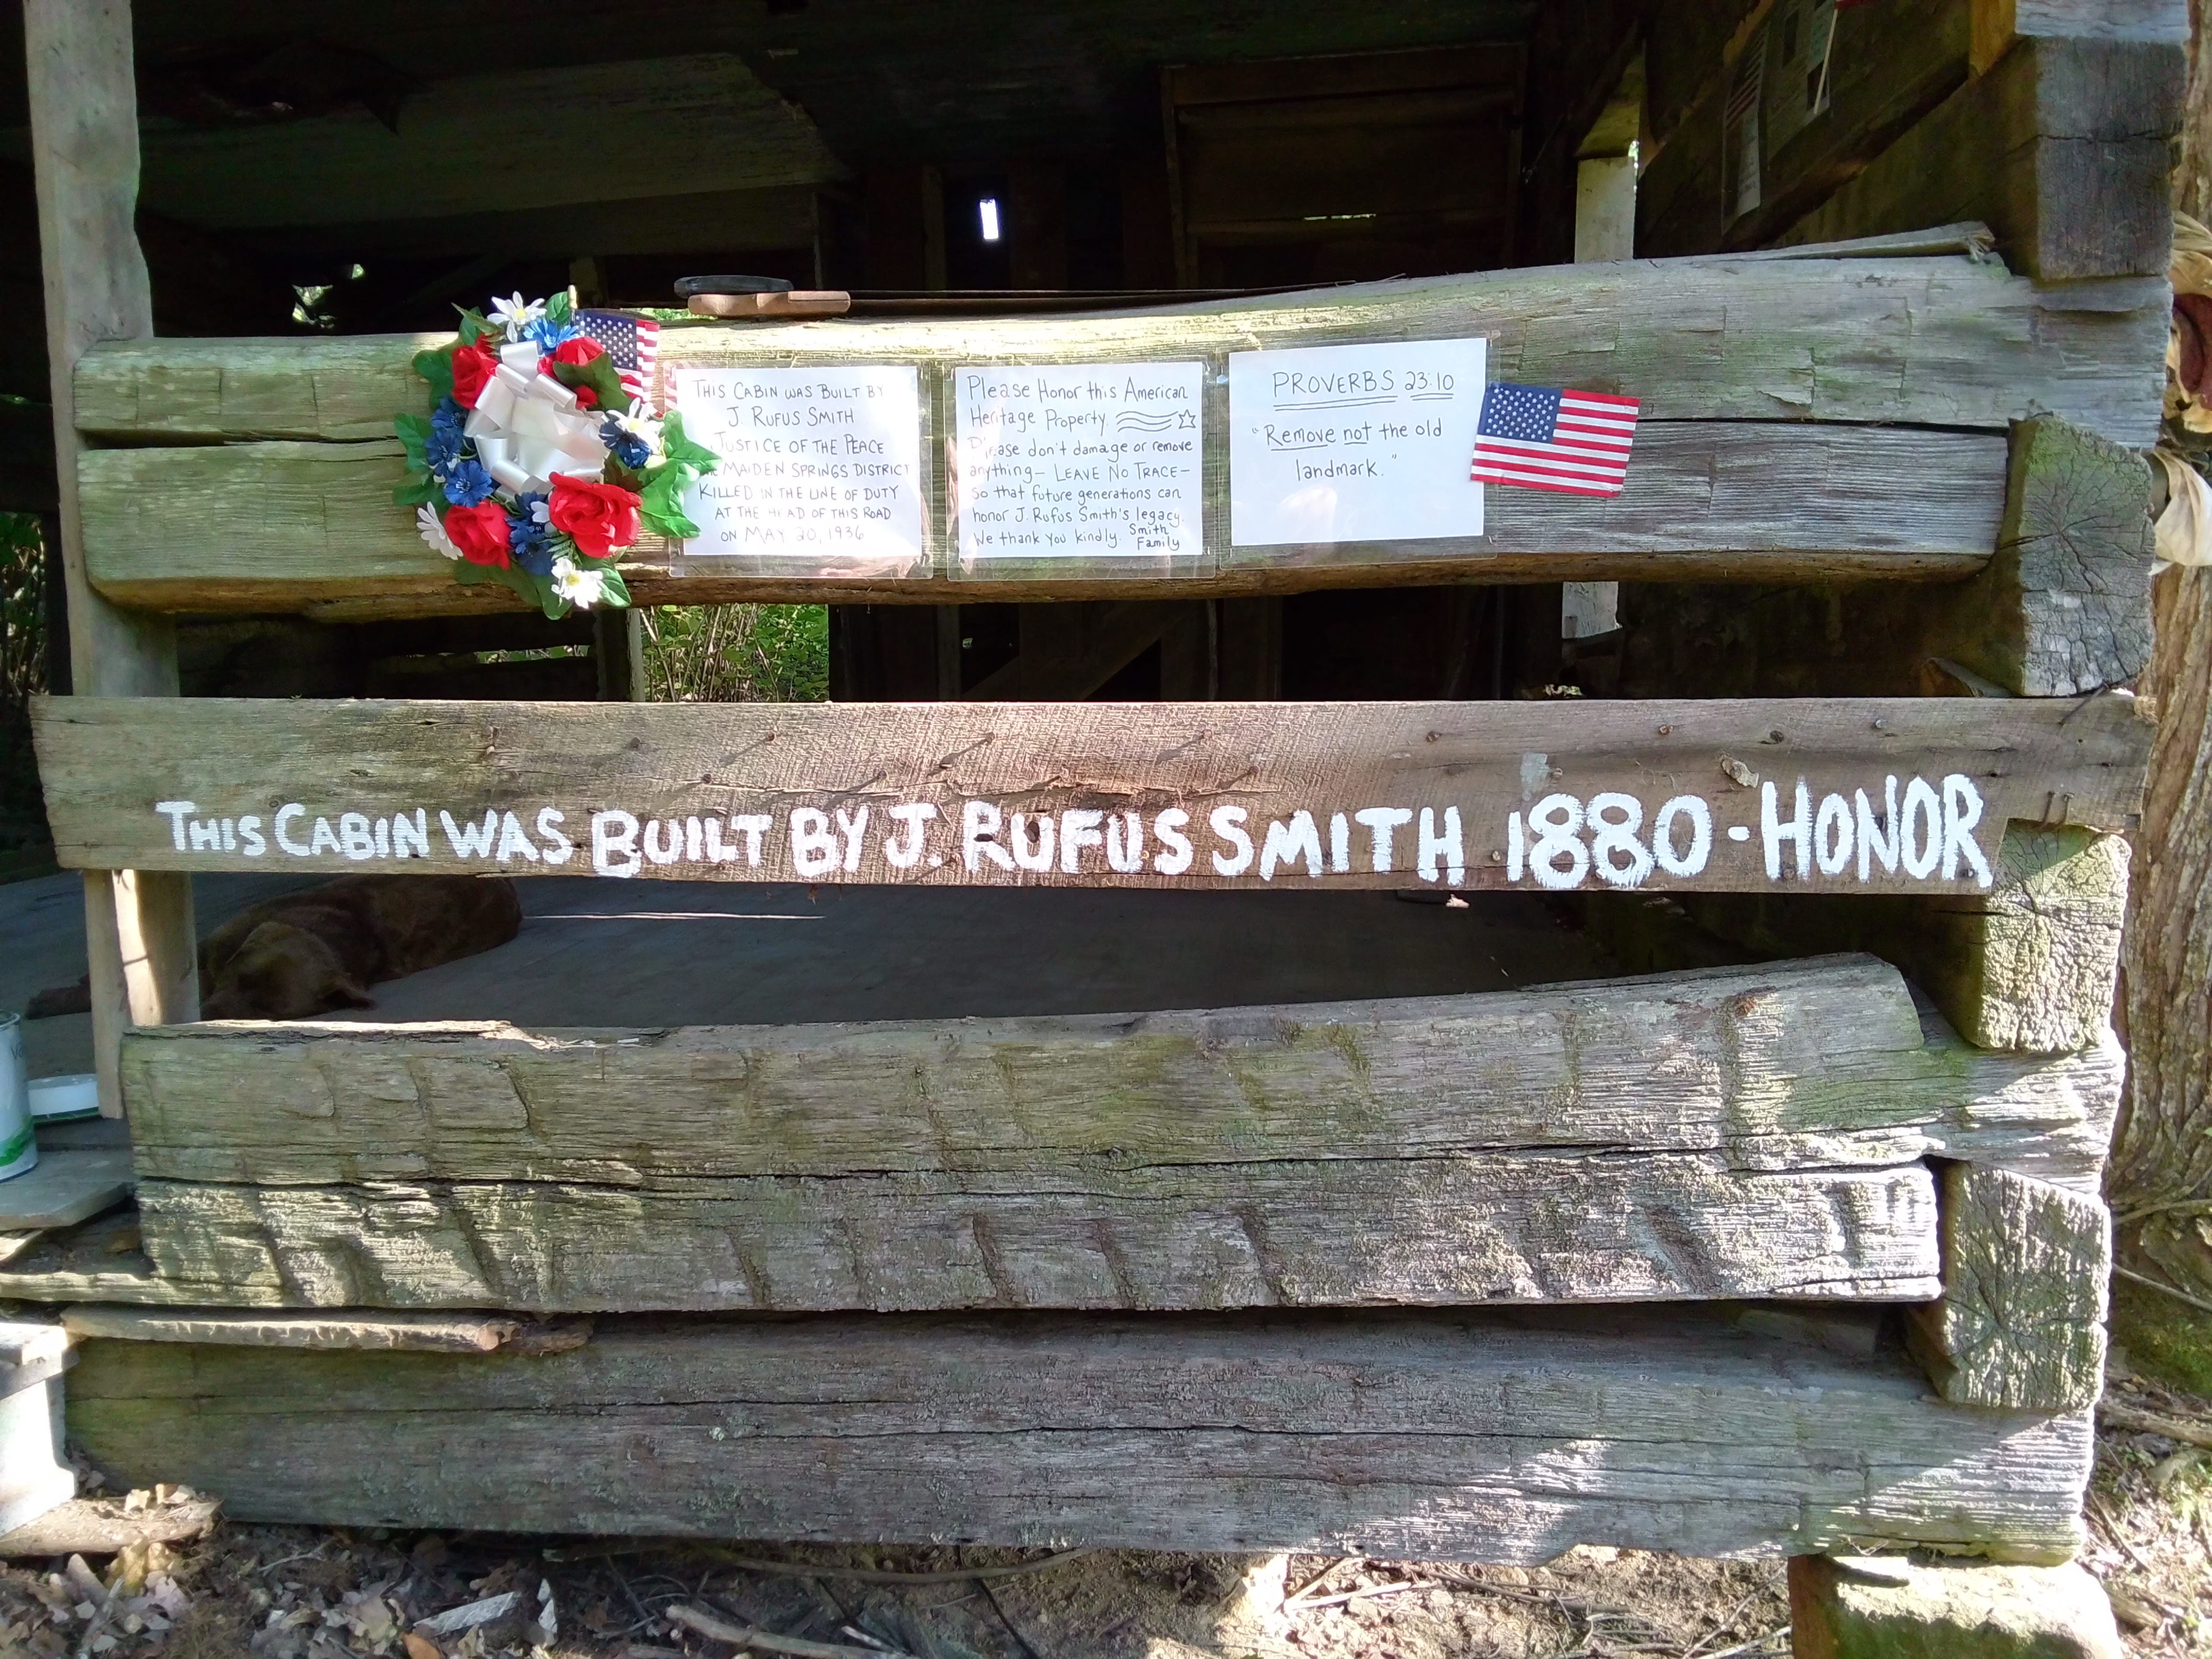 THIS CABIN WAS BUILT BY
J. RUFUS SMITH
JUSTICE OF THE PEACE
MAIDEN SPRINGS DISTRICT
KILLED IN THE LINE OF DUTY
AT THE HEAD OF THIS ROAD
ON MAY 20, 1936
Please Honor this American
Heritage Property.
Please don't damage or remove
anything - LEAVE NO TRACE -
so that future generations can
honor J. Rufus Smith's legacy.
We thank you kindly. Smith
Family
PROVERBS 23:10
"Remove not the old
landmark."
THIS CABIN WAS BUILT BY J. RUFUS SMITH 1880 - HONOR